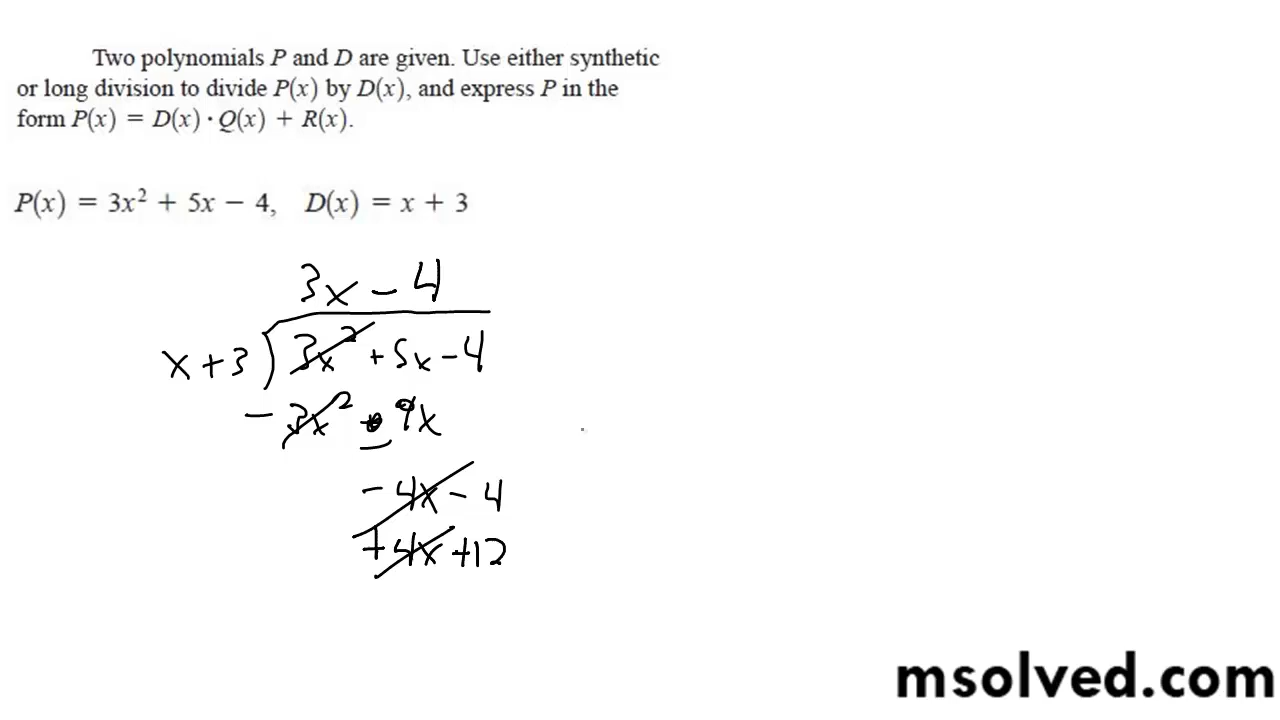 Two polynomials P and D are given. Use either synthetic
or long division to divide P(x) by D(x), and express P in the
form P(x) = D(x) · Q(x) + R(x).
P(x) = 3x² + 5x − 4, D(x) = x + 3
3x − 4
x + 3 ) 3x² + 5x − 4
− 3x² − 9x
− 4x − 4
+ 4x + 12
msolved.com